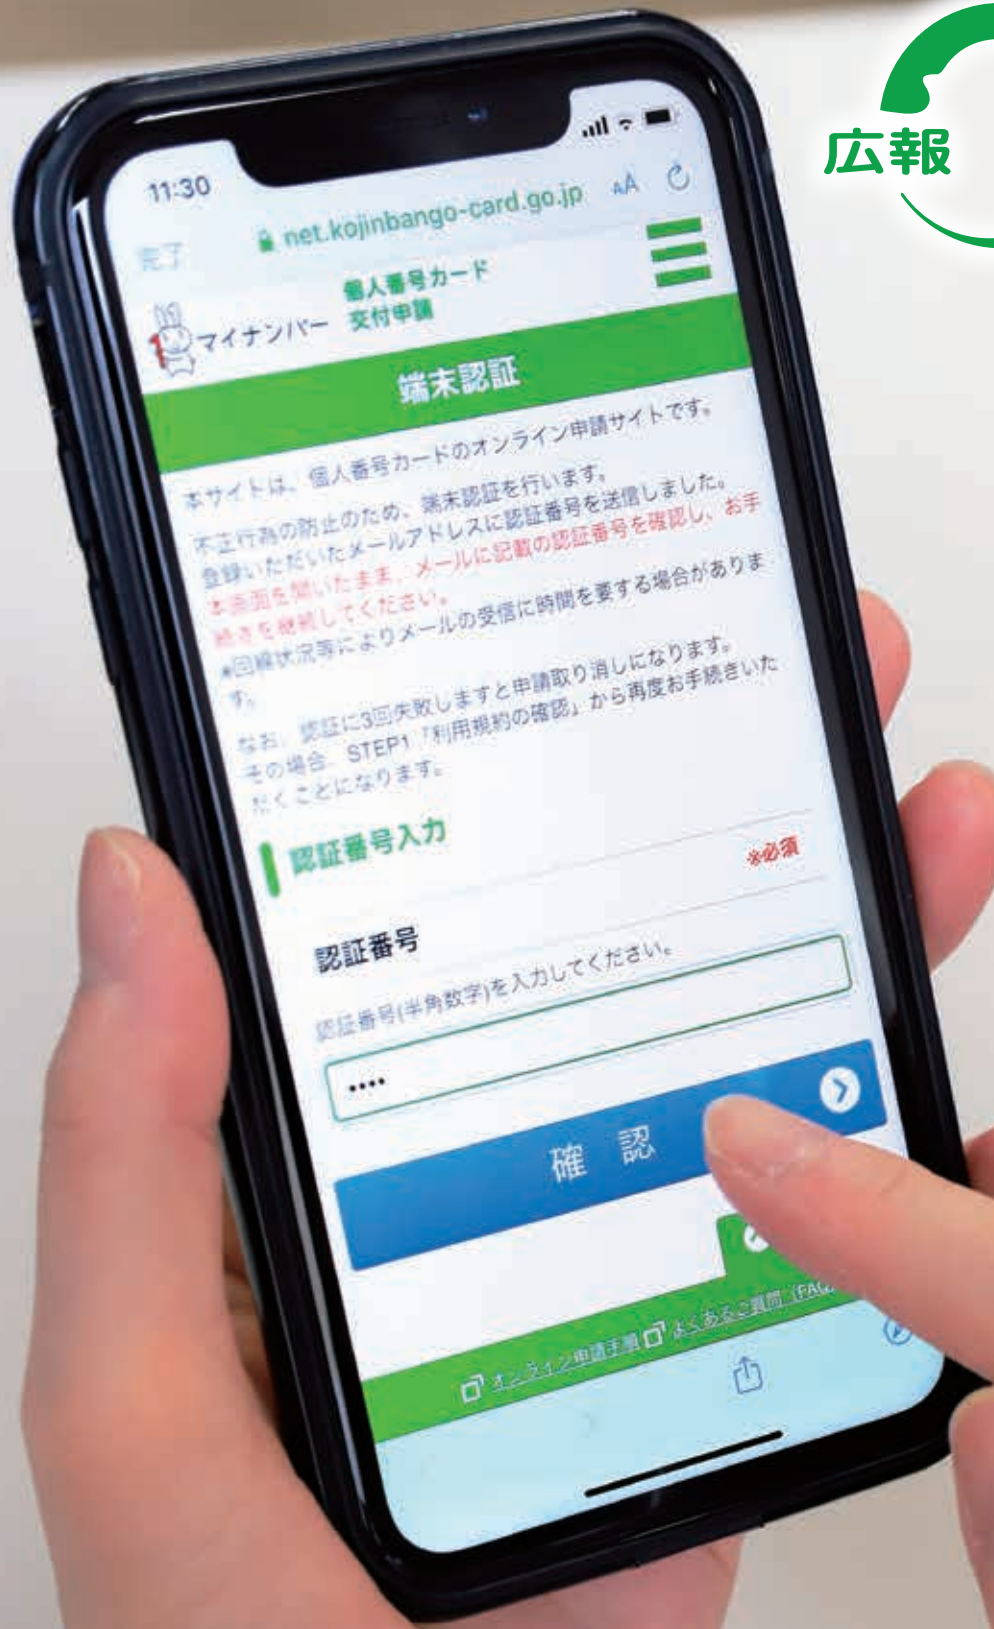 広報
11:30
完了
net.kojinbango-card.go.jp
AA
マイナンバー
個人番号カード
交付申請
端末認証
本サイトは、個人番号カードのオンライン申請サイトです。
不正行為の防止のため、端末認証を行います。
登録いただいたメールアドレスに認証番号を送信しました。
本画面を開いたまま、メールに記載の認証番号を確認し、お手
続きを継続してください。
※回線状況等によりメールの受信に時間を要する場合がありま
す。
なお、認証に3回失敗しますと申請取り消しになります。
その場合、STEP1「利用規約の確認」から再度お手続きいた
だくことになります。
認証番号入力
※必須
認証番号
認証番号(半角数字)を入力してください。
••••
確認
オンライン申請手順
よくあるご質問（FAQ）